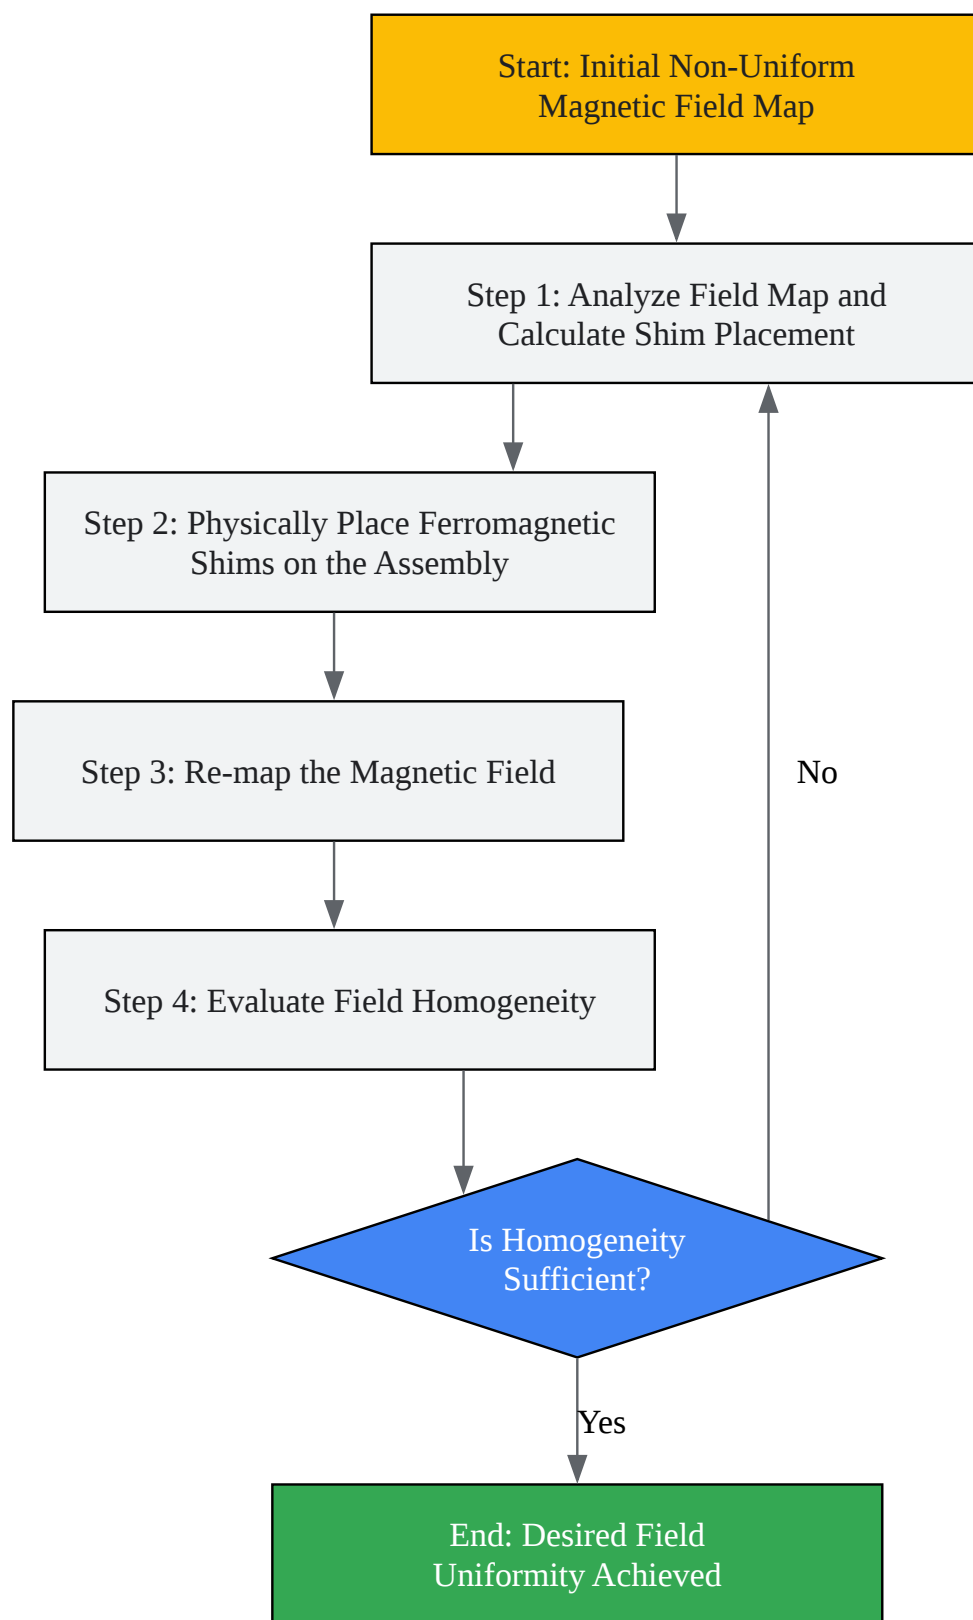 Start: Initial Non-Uniform
Magnetic Field Map
Step 1: Analyze Field Map and
Calculate Shim Placement
Step 2: Physically Place Ferromagnetic
Shims on the Assembly
Step 3: Re-map the Magnetic Field
No
Step 4: Evaluate Field Homogeneity
Is Homogeneity
Sufficient?
Yes
End: Desired Field
Uniformity Achieved